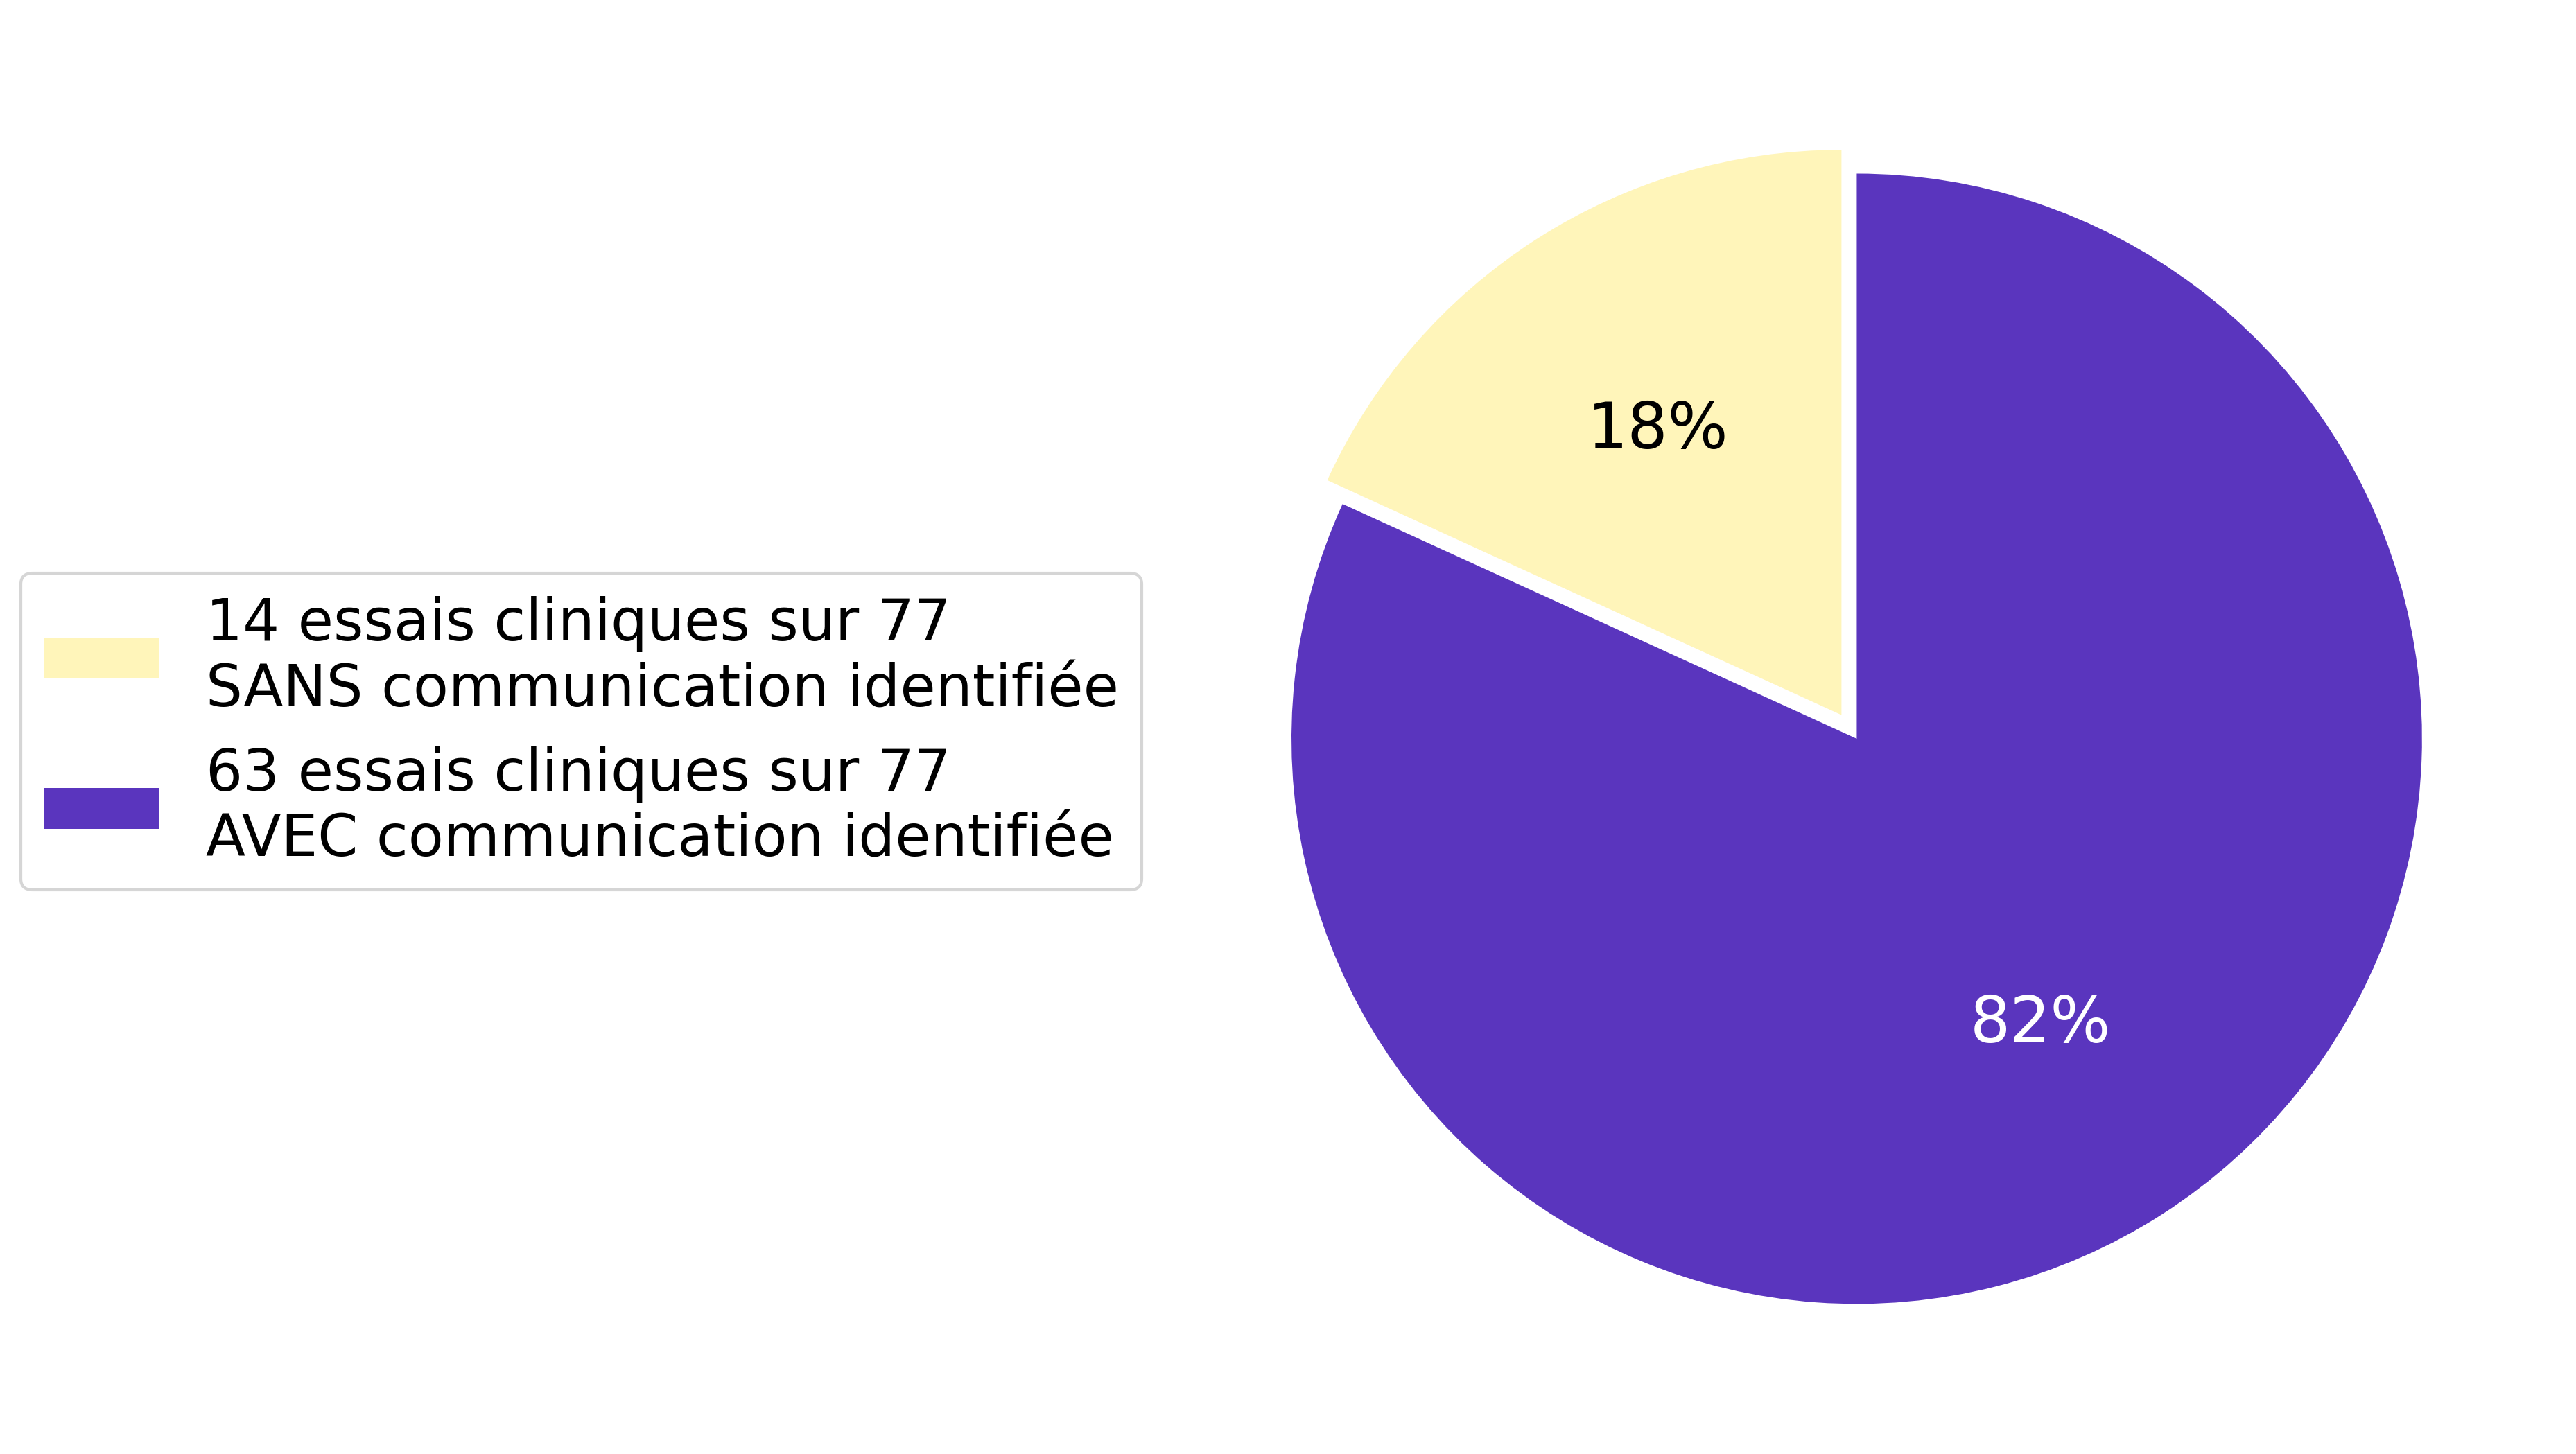 14 essais cliniques sur 77
SANS communication identifiée
63 essais cliniques sur 77
AVEC communication identifiée
18%
82%